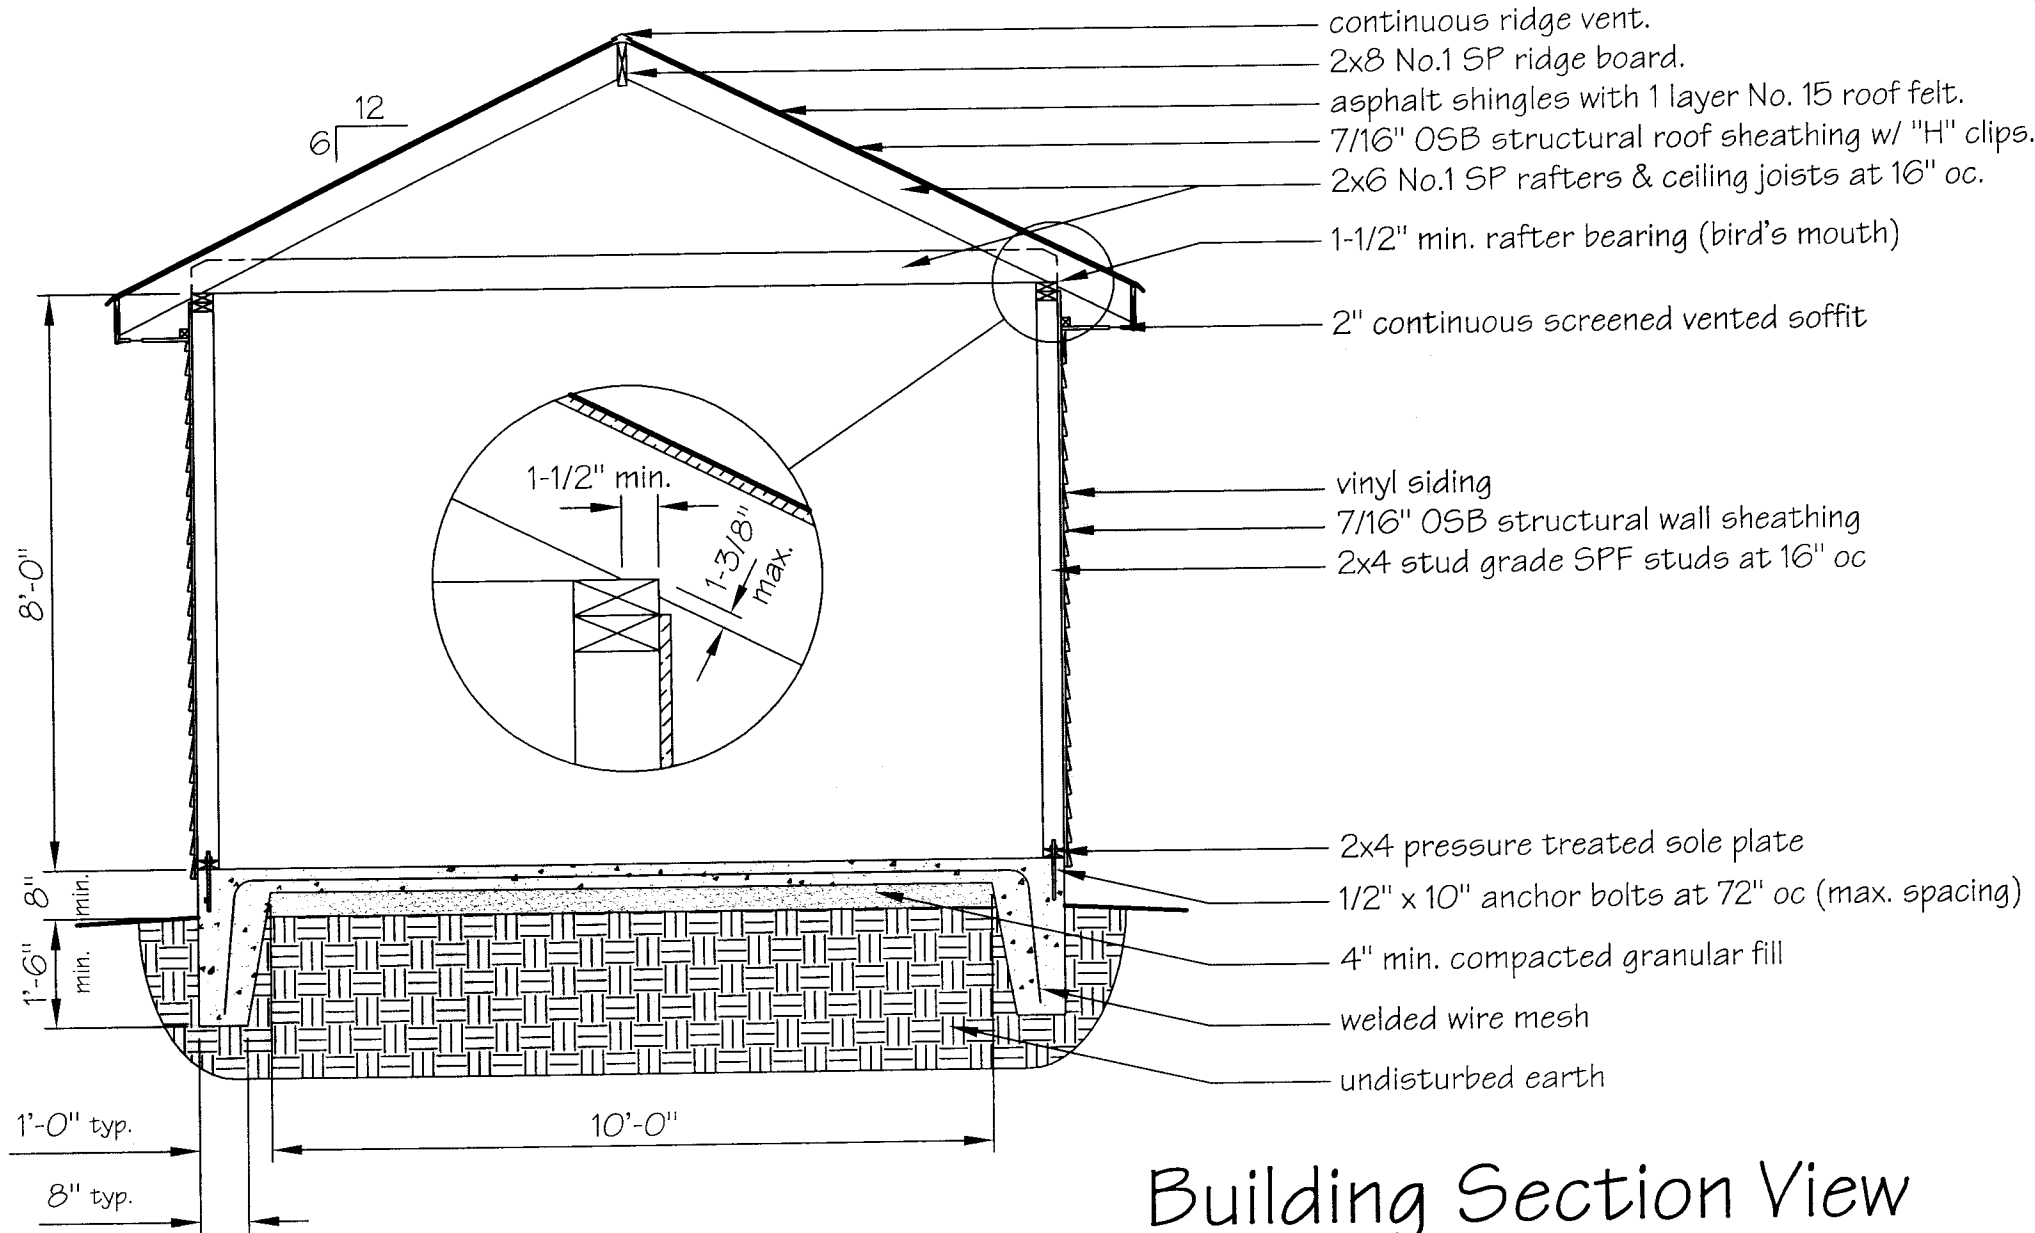 continuous ridge vent.
2x8 No.1 SP ridge board.
asphalt shingles with 1 layer No. 15 roof felt.
7/16" OSB structural roof sheathing w/ "H" clips.
2x6 No.1 SP rafters & ceiling joists at 16" oc.
1-1/2" min. rafter bearing (bird's mouth)
2" continuous screened vented soffit
12
6
1-1/2" min.
1-3/8"
max.
vinyl siding
7/16" OSB structural wall sheathing
2x4 stud grade SPF studs at 16" oc
8'-0"
8"
min.
1'-6"
min.
2x4 pressure treated sole plate
1/2" x 10" anchor bolts at 72" oc (max. spacing)
4" min. compacted granular fill
welded wire mesh
undisturbed earth
1'-0" typ.
10'-0"
8" typ.
Building Section View